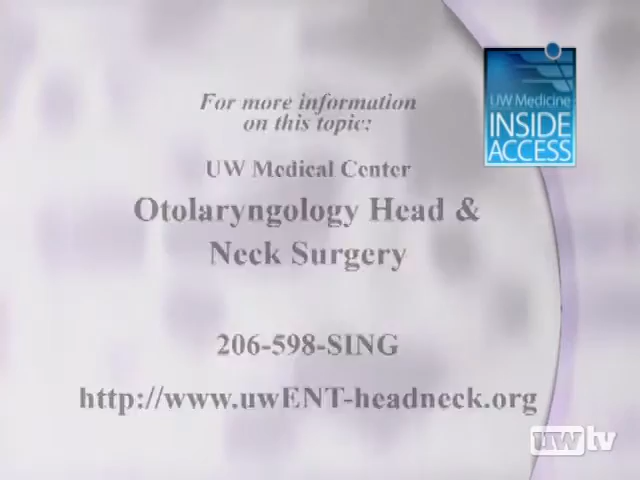 For more information
on this topic:
UW Medical Center
Otolaryngology Head &
Neck Surgery
206-598-SING
http://www.uwENT-headneck.org
UW Medicine
INSIDE
ACCESS
uwtv